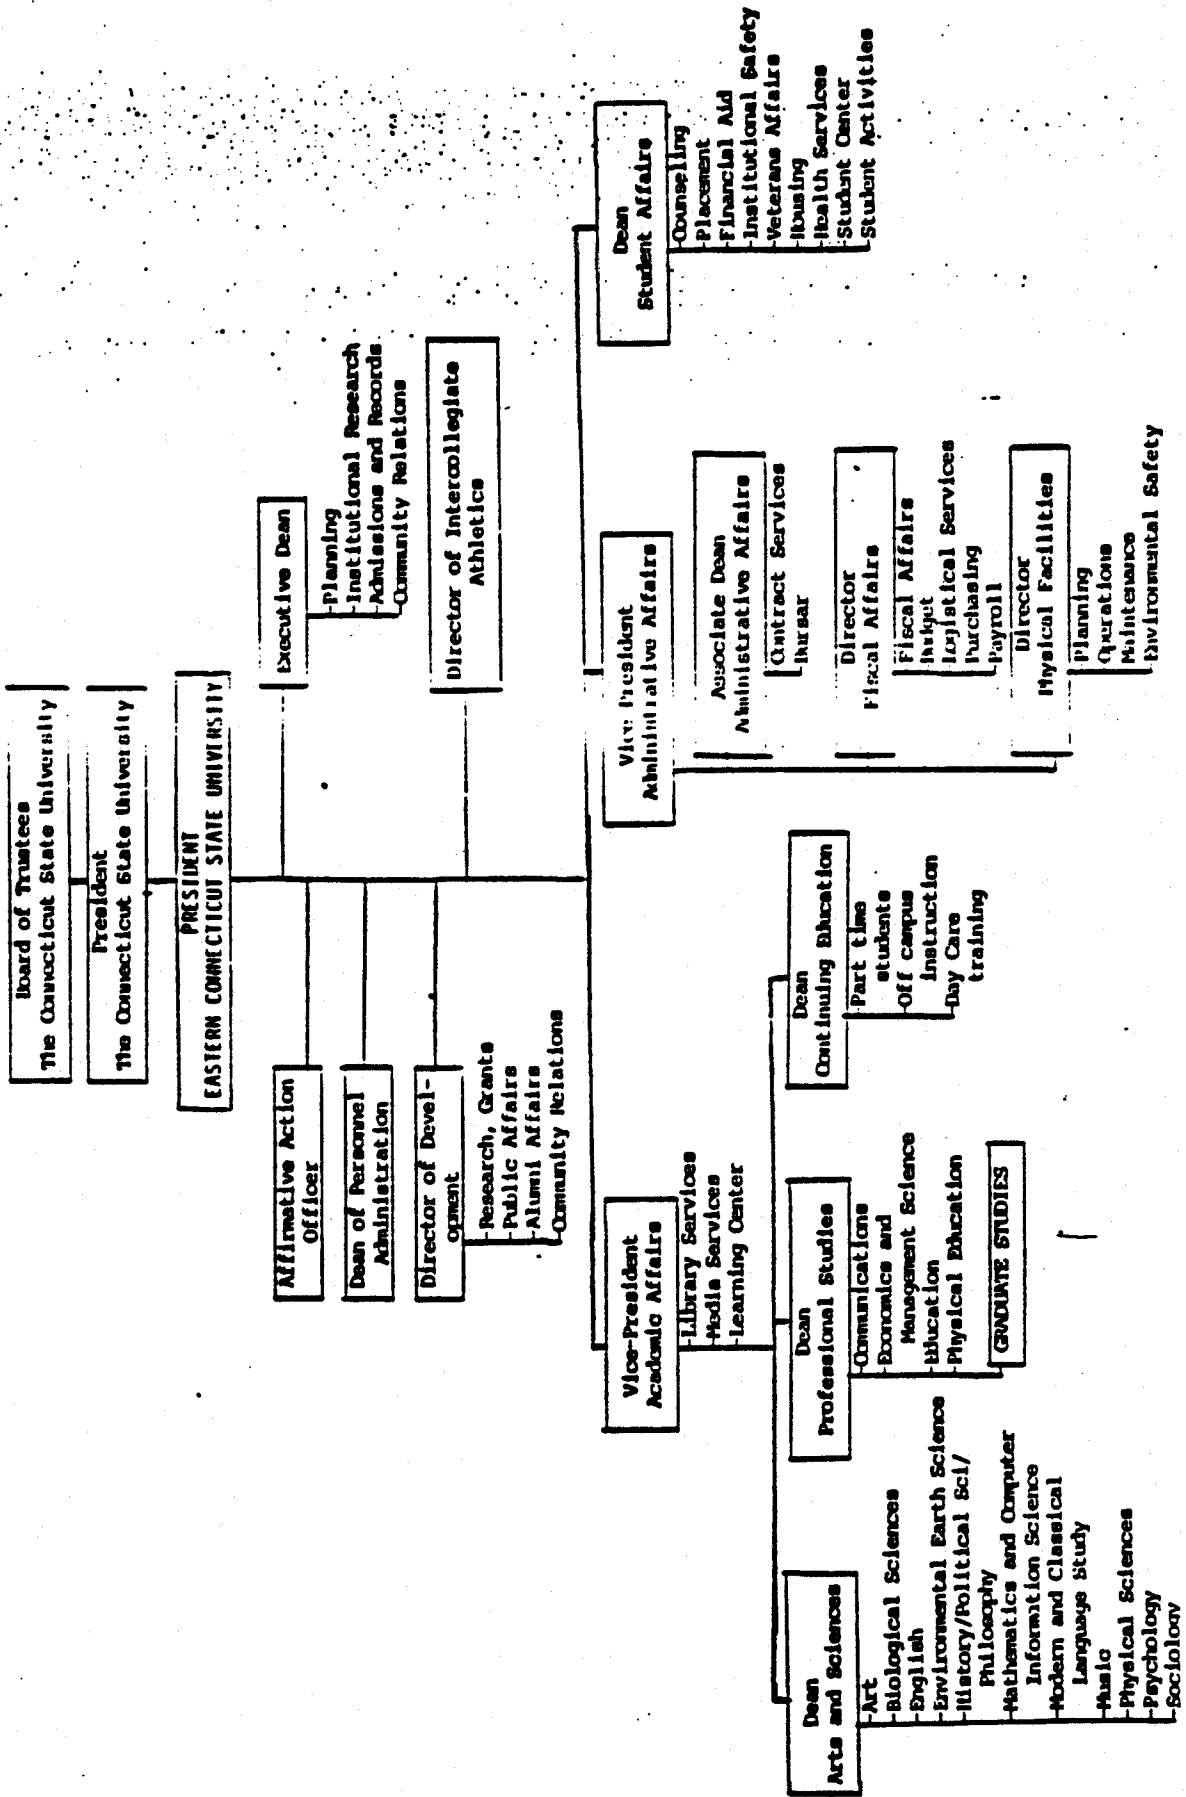 Board of Trustees
The Connecticut State University
President
The Connecticut State University
PRESIDENT
EASTERN CONNECTICUT STATE UNIVERSITY
Affirmative Action
Officer
Executive Dean
Planning
Institutional Research
Admissions and Records
Community Relations
Dean of Personnel
Administration
Director of Devel-
opment
Research, Grants
Public Affairs
Alumni Affairs
Community Relations
Director of Intercollegiate
Athletics
Vice-President
Academic Affairs
Library Services
Media Services
Learning Center
Vice President
Administrative Affairs
Dean
Student Affairs
Counseling
Placement
Financial Aid
Institutional Safety
Veterans Affairs
Housing
Health Services
Student Center
Student Activities
Dean
Arts and Sciences
Art
Biological Sciences
English
Environmental Earth Science
History/Political Sci/
Philosophy
Mathematics and Computer
Information Science
Modern and Classical
Language Study
Music
Physical Sciences
Psychology
Sociology
Dean
Professional Studies
Communications
Economics and
Management Science
Education
Physical Education
GRADUATE STUDIES
Dean
Continuing Education
Part time
students
Off campus
instruction
Day Care
training
Associate Dean
Administrative Affairs
Contract Services
Bursar
Director
Fiscal Affairs
Fiscal Affairs
Budget
Logistical Services
Purchasing
Payroll
Director
Physical Facilities
Planning
Operations
Maintenance
Environmental Safety